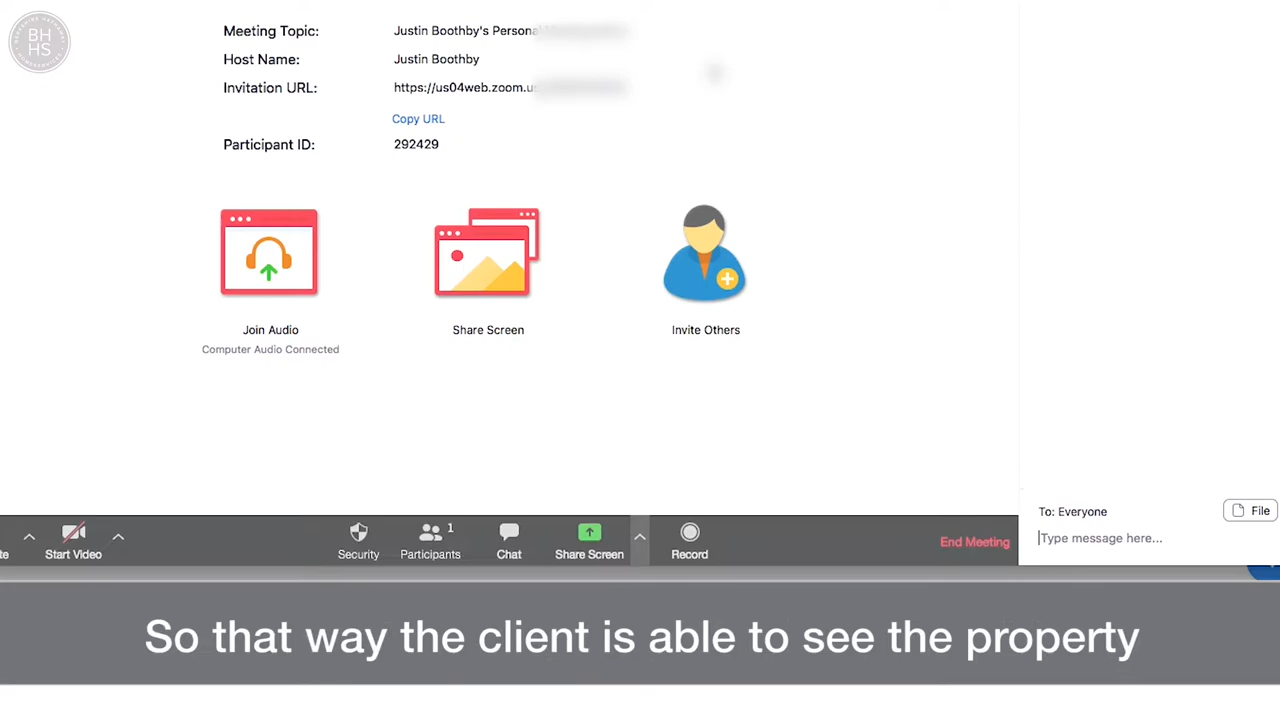 BH
HS
Meeting Topic: Justin Boothby's Persona
Host Name: Justin Boothby
Invitation URL: https://us04web.zoom.us
Copy URL
Participant ID: 292429
Join Audio Share Screen Invite Others
Computer Audio Connected
To: Everyone File
Type message here...
1
te Start Video Security Participants Chat Share Screen Record End Meeting
So that way the client is able to see the property